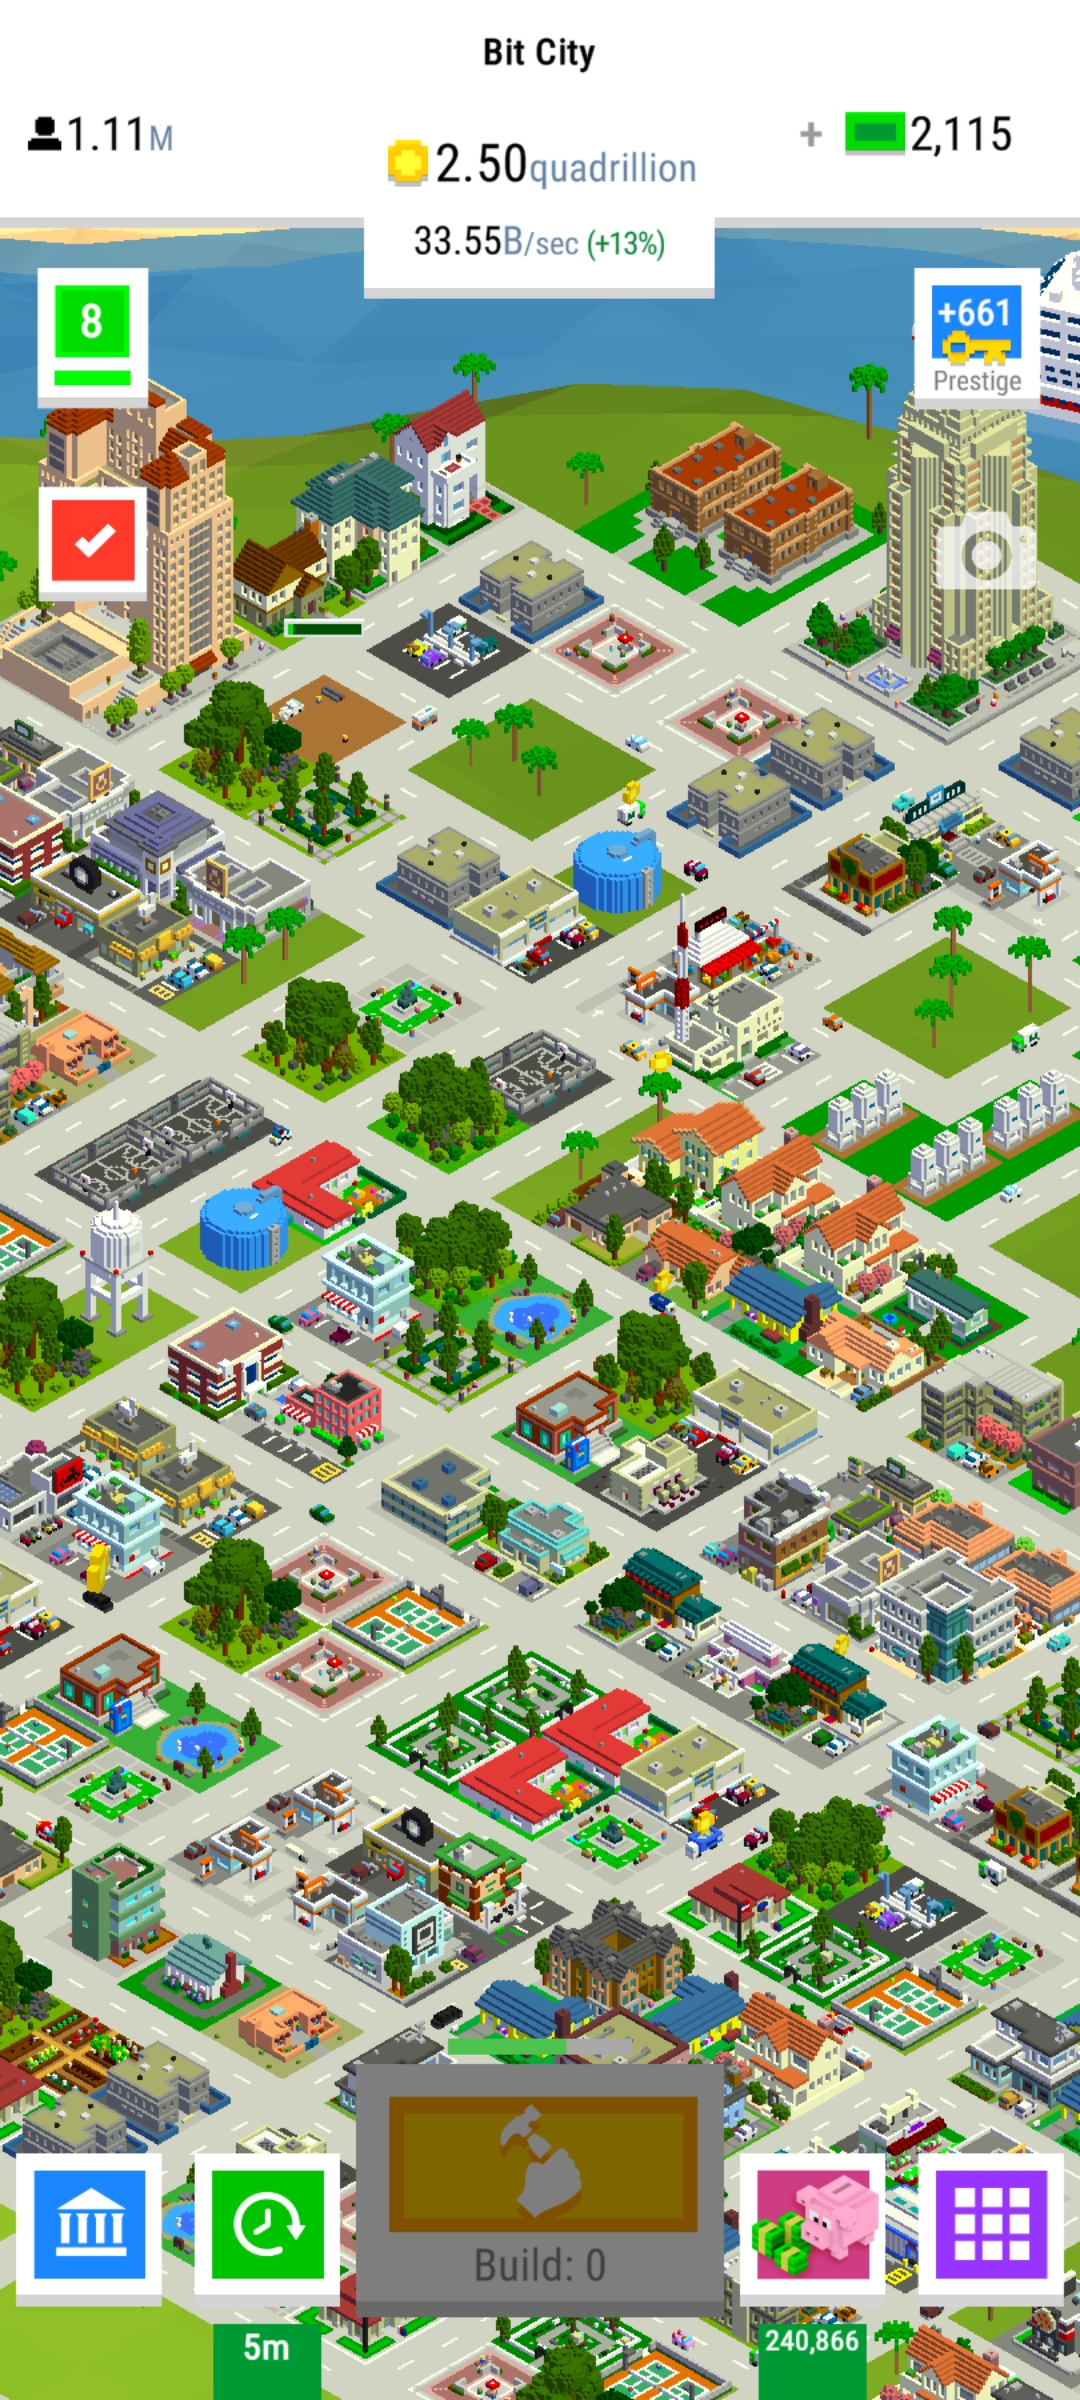 Bit City
1.11M
2.50quadrillion
+ 2,115
33.55B/sec (+13%)
8
+661
Prestige
Build: 0
5m
240,866